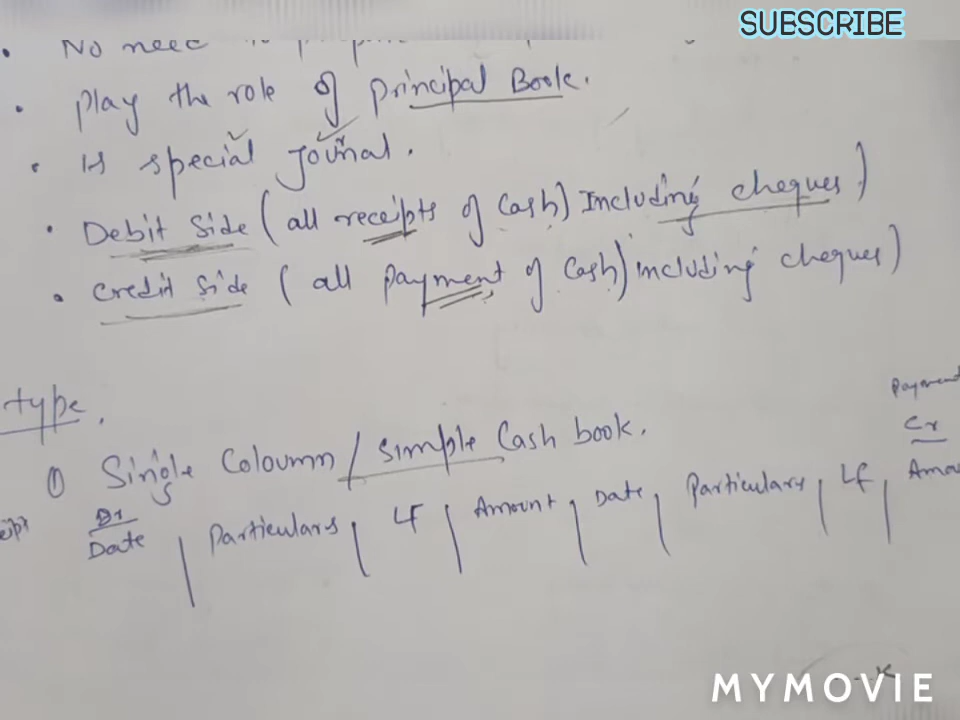 SUBSCRIBE
• No need
• Play the role of principal Book.
• Is special Journal.
• Debit Side (all receipts of Cash) Including cheques)
• Credit Side (all payment of Cash) including cheques)
type.
① Single Coloumn / Simple Cash book.
Payment
Dr Cr
Date | Particulars | LF | Amount | Date | Particulars | LF |
MYMOVIE